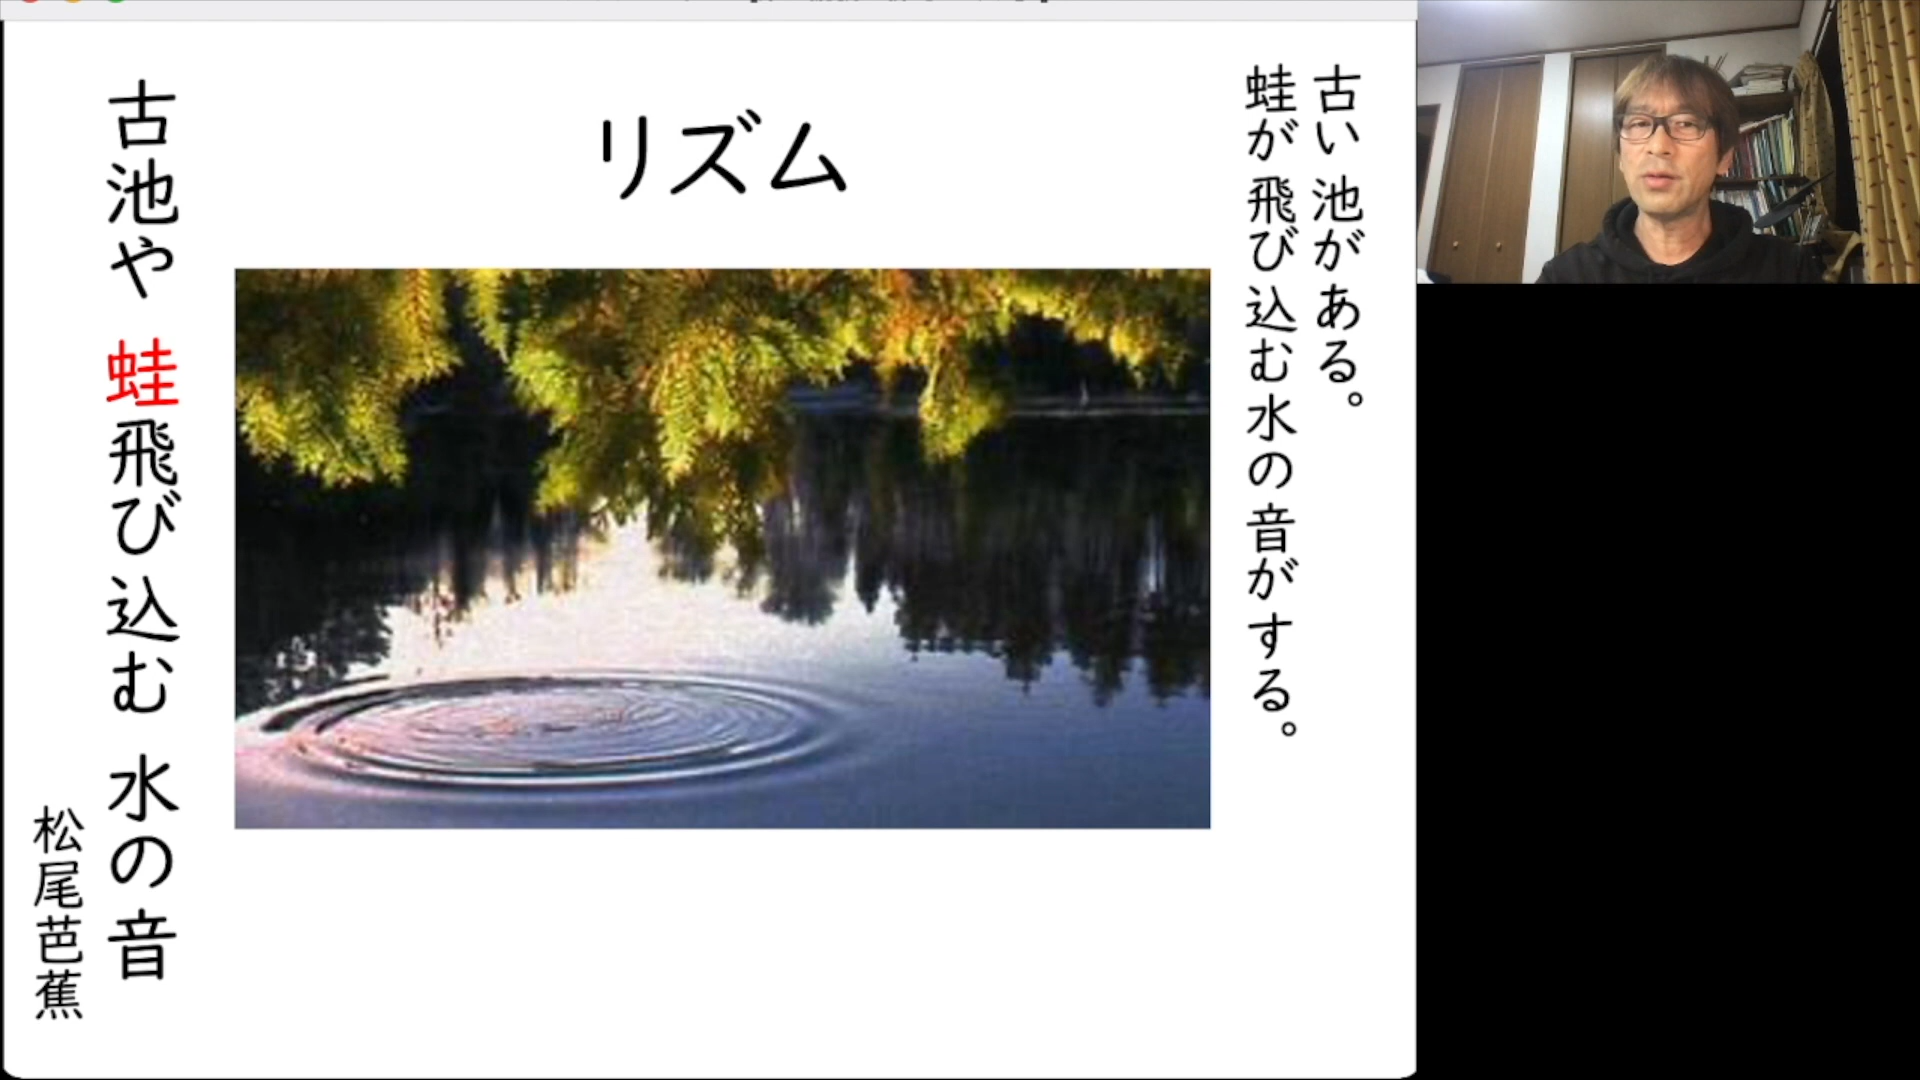 リズム
古い池がある。
蛙が飛び込む水の音がする。
古池や 蛙飛び込む 水の音
松尾芭蕉